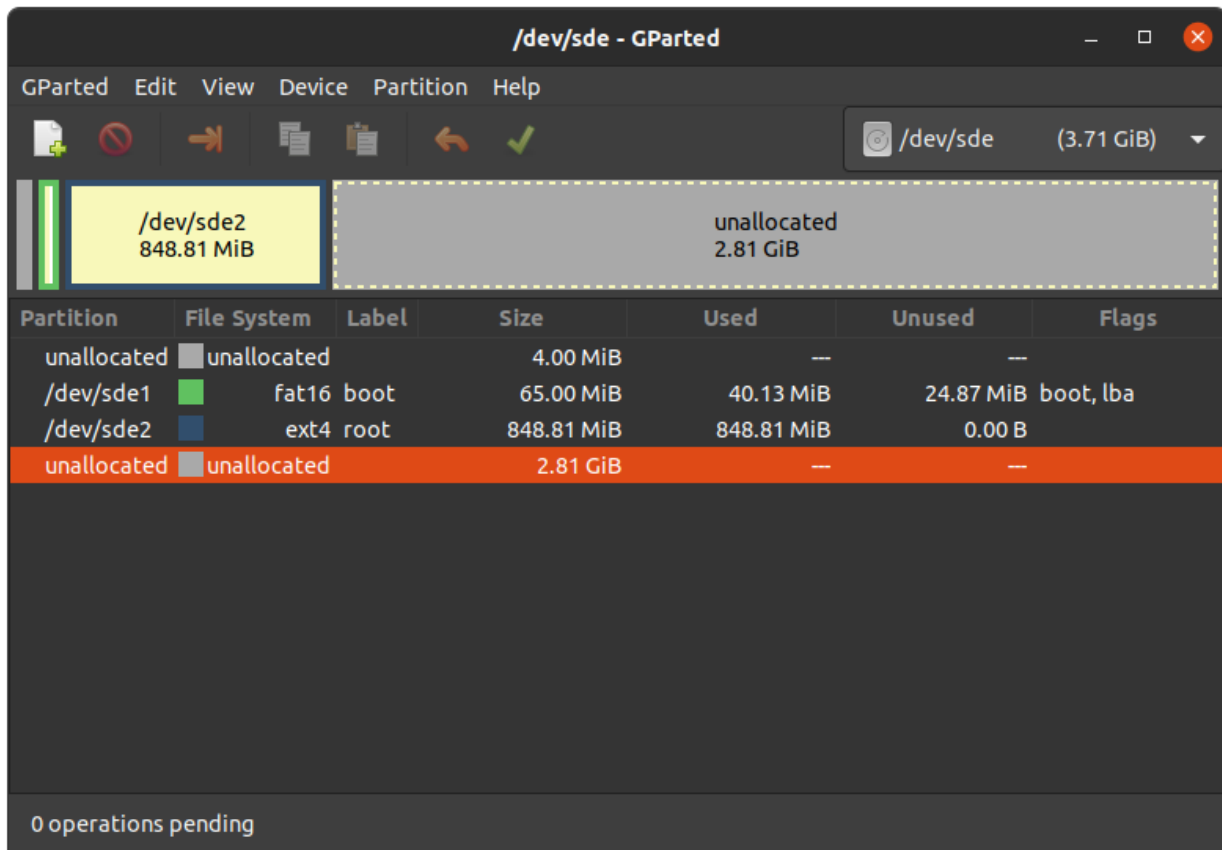 /dev/sde - GParted
GParted Edit View Device Partition Help
/dev/sde (3.71 GiB)
/dev/sde2
848.81 MiB
unallocated
2.81 GiB
Partition File System Label Size Used Unused Flags
unallocated unallocated 4.00 MiB --- ---
/dev/sde1 fat16 boot 65.00 MiB 40.13 MiB 24.87 MiB boot, lba
/dev/sde2 ext4 root 848.81 MiB 848.81 MiB 0.00 B
unallocated unallocated 2.81 GiB --- ---
0 operations pending